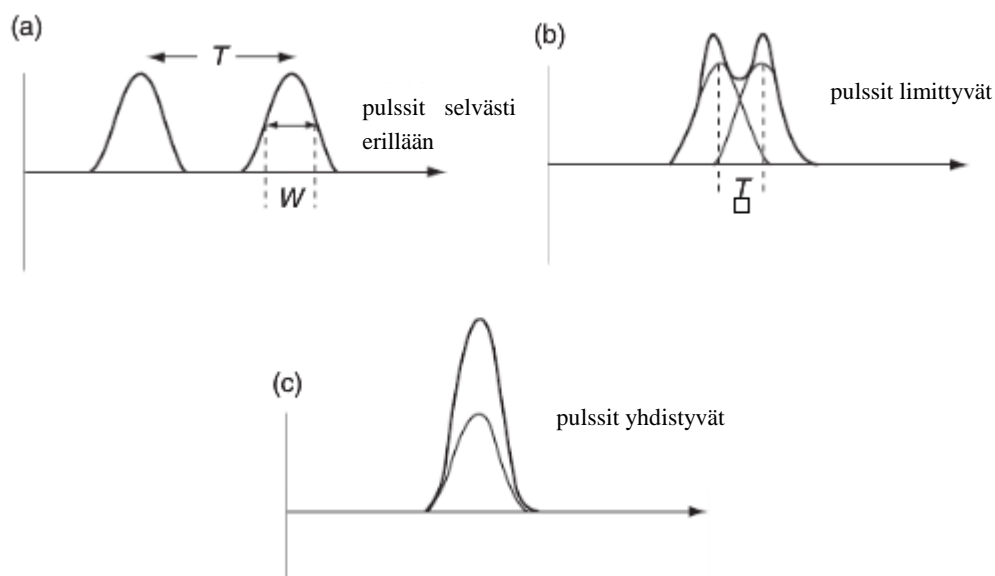 (a)
T
pulssit selvästi
erillään
W
(b)
pulssit limittyvät
T
(c)
pulssit yhdistyvät